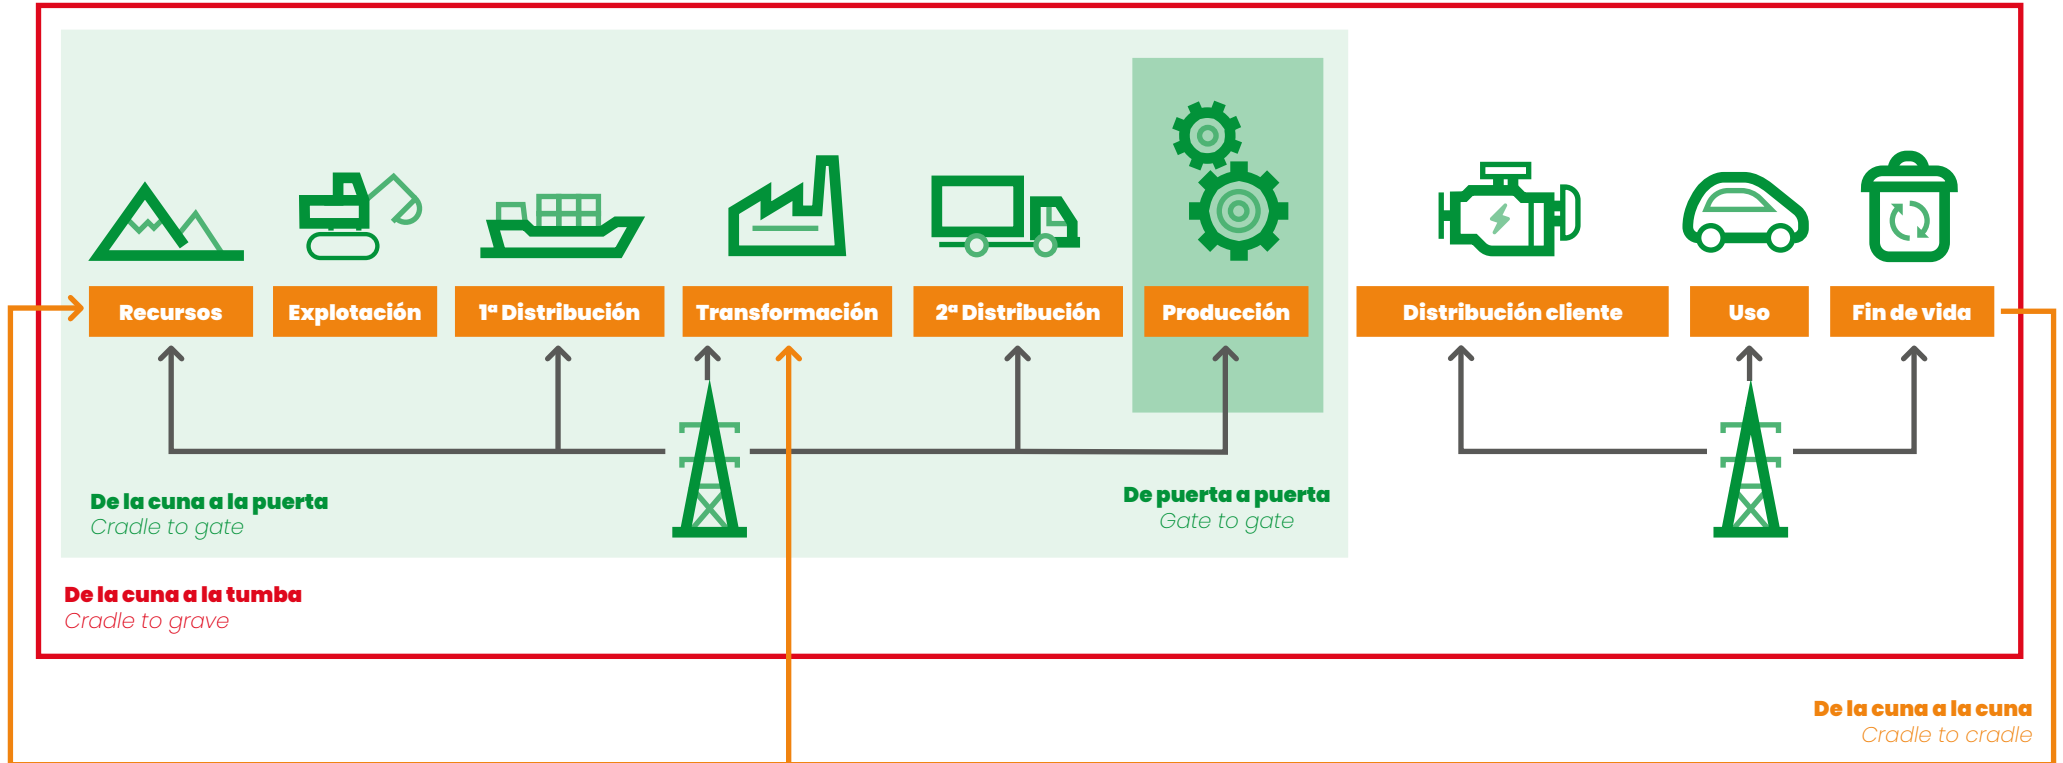 Recursos
Explotación
1ª Distribución
Transformación
2ª Distribución
Producción
Distribución cliente
Uso
Fin de vida
De la cuna a la puerta
Cradle to gate
De puerta a puerta
Gate to gate
De la cuna a la tumba
Cradle to grave
De la cuna a la cuna
Cradle to cradle